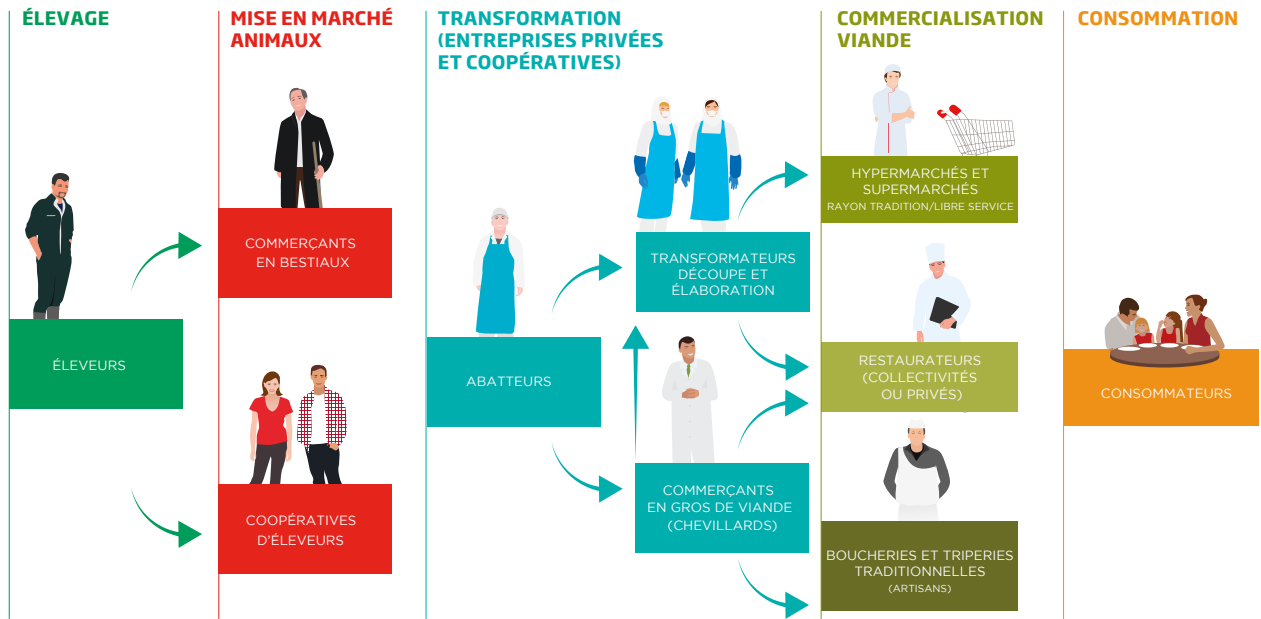 ÉLEVAGE
MISE EN MARCHÉ
ANIMAUX
TRANSFORMATION
(ENTREPRISES PRIVÉES
ET COOPÉRATIVES)
COMMERCIALISATION
VIANDE
CONSOMMATION
ÉLEVEURS
COMMERÇANTS
EN BESTIAUX
COOPÉRATIVES
D'ÉLEVEURS
ABATTEURS
TRANSFORMATEURS
DÉCOUPE ET
ÉLABORATION
COMMERÇANTS
EN GROS DE VIANDE
(CHEVILLARDS)
HYPERMARCHÉS ET
SUPERMARCHÉS
RAYON TRADITION/LIBRE SERVICE
RESTAURATEURS
(COLLECTIVITÉS
OU PRIVÉS)
BOUCHERIES ET TRIPERIES
TRADITIONNELLES
(ARTISANS)
CONSOMMATEURS